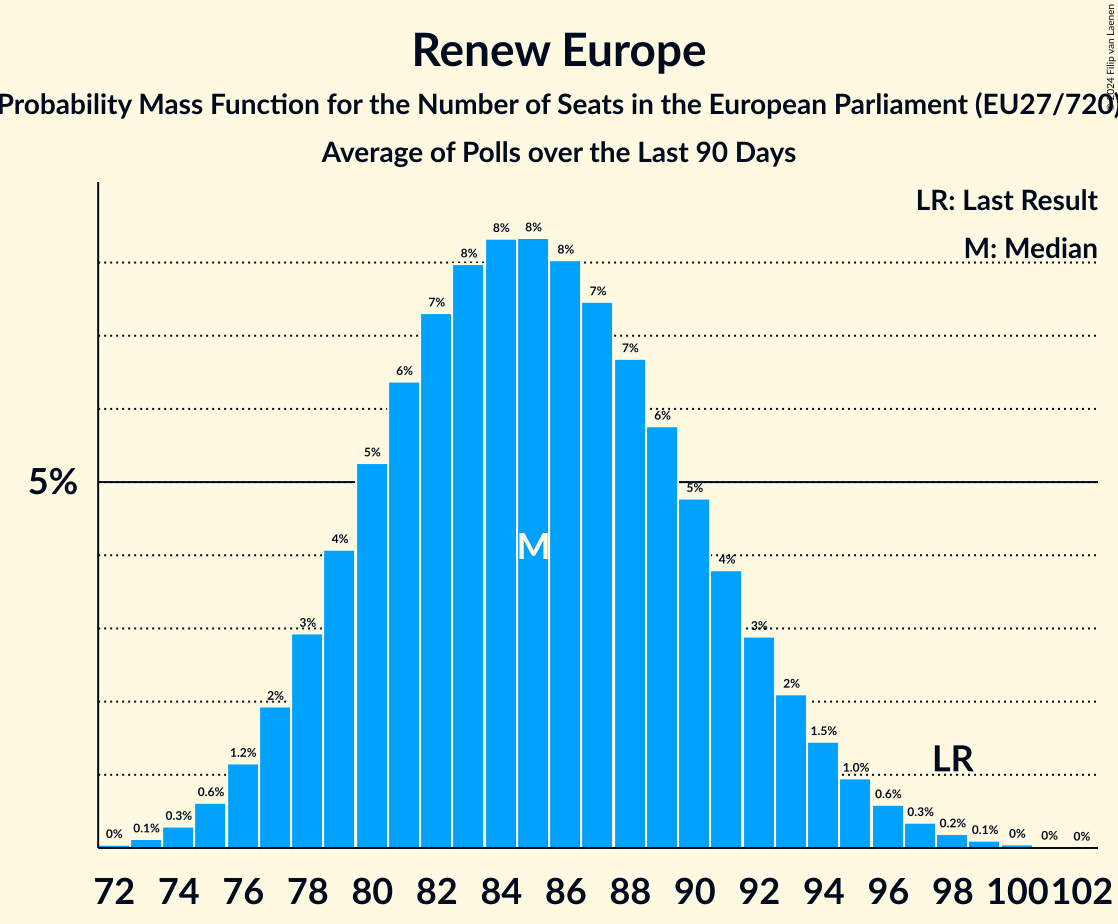 Renew Europe
Probability Mass Function for the Number of Seats in the European Parliament (EU27/720)
Average of Polls over the Last 90 Days
© 2024 Filip van Laenen
LR: Last Result
M: Median
5%
0% 0.1% 0.3% 0.6% 1.2% 2% 3% 4% 5% 6% 7% 8% 8% 8% 8% 7% 7% 6% 5% 4% 3% 2% 1.5% 1.0% 0.6% 0.3% 0.2% 0.1% 0% 0% 0%
M
LR
72 74 76 78 80 82 84 86 88 90 92 94 96 98 100 102